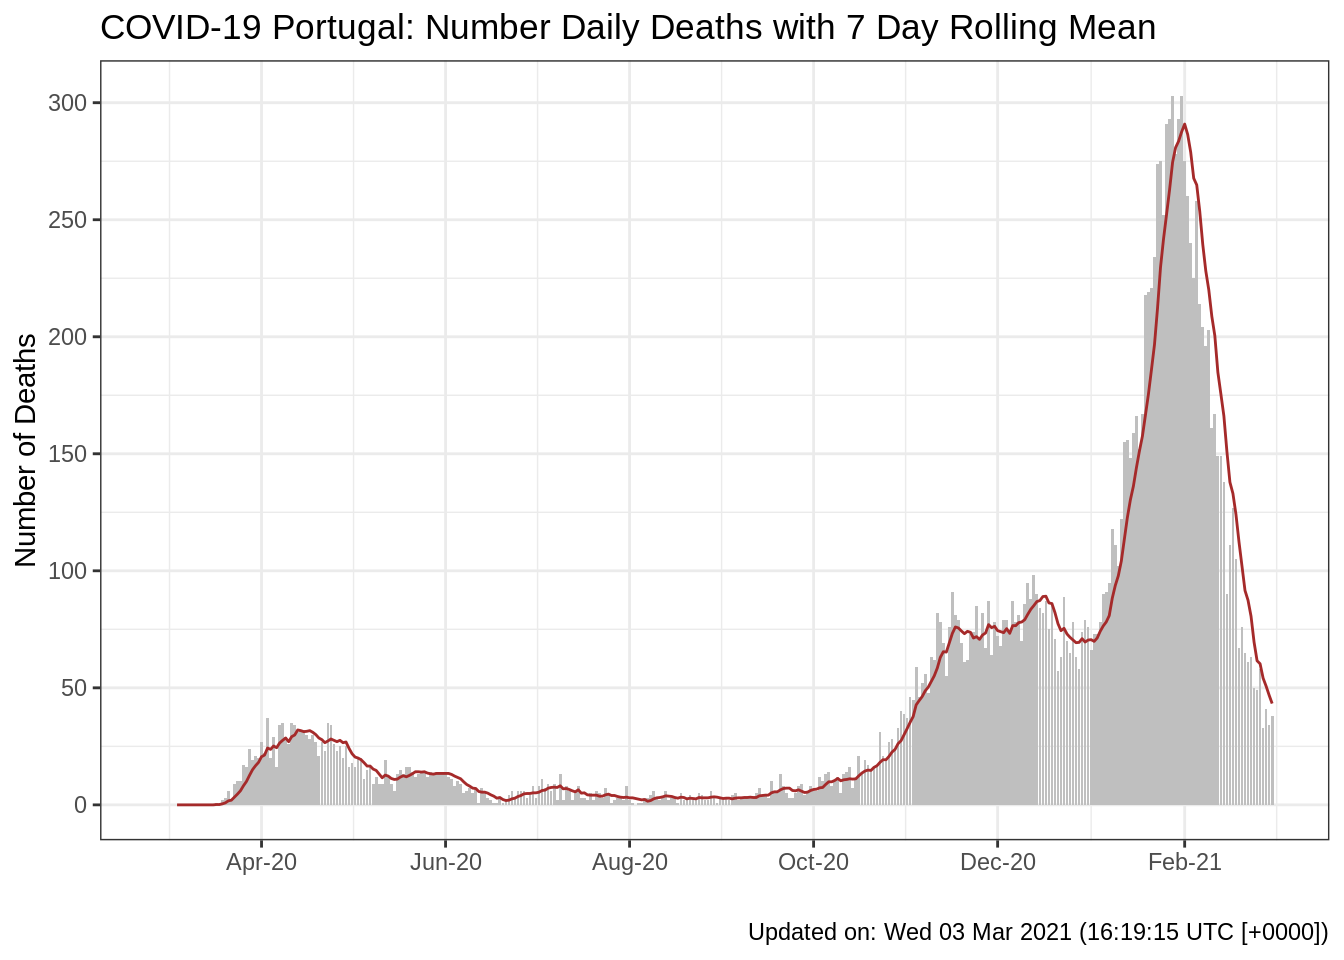 COVID-19 Portugal: Number Daily Deaths with 7 Day Rolling Mean
Number of Deaths
300
250
200
150
100
50
0
Apr-20
Jun-20
Aug-20
Oct-20
Dec-20
Feb-21
Updated on: Wed 03 Mar 2021 (16:19:15 UTC [+0000])